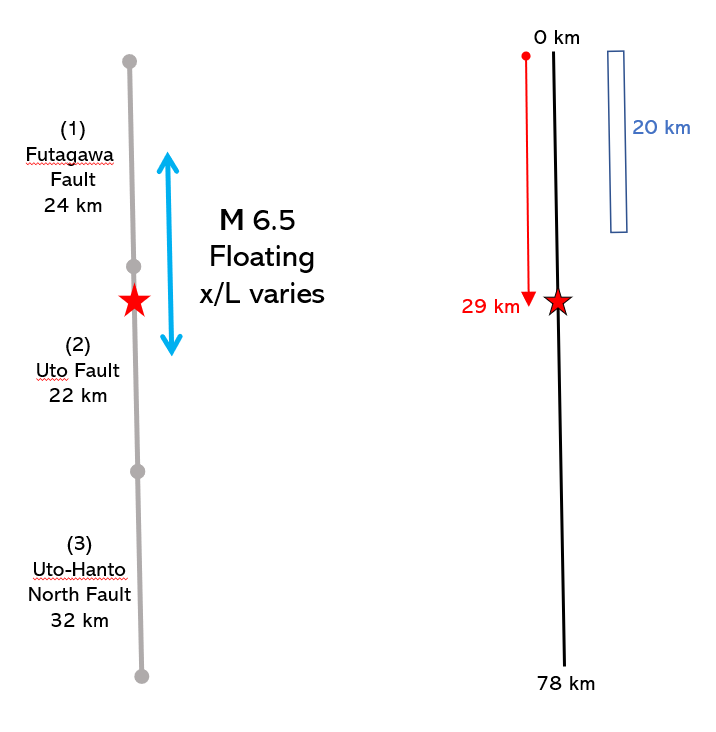 (1)
Futagawa
Fault
24 km
M 6.5
Floating
x/L varies
(2)
Uto Fault
22 km
(3)
Uto-Hanto
North Fault
32 km
0 km
20 km
29 km
78 km